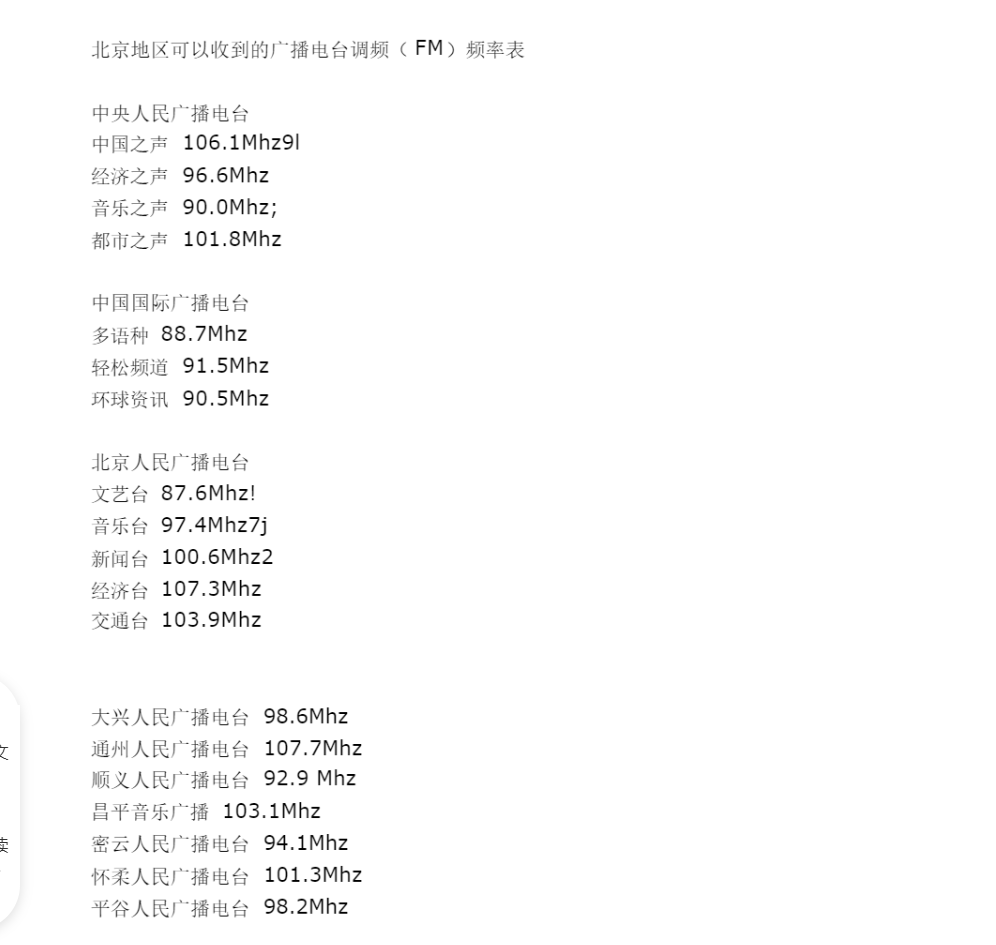 北京地区可以收到的广播电台调频（FM）频率表
中央人民广播电台
中国之声 106.1Mhz9l
经济之声 96.6Mhz
音乐之声 90.0Mhz;
都市之声 101.8Mhz
中国国际广播电台
多语种 88.7Mhz
轻松频道 91.5Mhz
环球资讯 90.5Mhz
北京人民广播电台
文艺台 87.6Mhz!
音乐台 97.4Mhz7j
新闻台 100.6Mhz2
经济台 107.3Mhz
交通台 103.9Mhz
大兴人民广播电台 98.6Mhz
通州人民广播电台 107.7Mhz
文
顺义人民广播电台 92.9 Mhz
昌平音乐广播 103.1Mhz
密云人民广播电台 94.1Mhz
怀柔人民广播电台 101.3Mhz
平谷人民广播电台 98.2Mhz